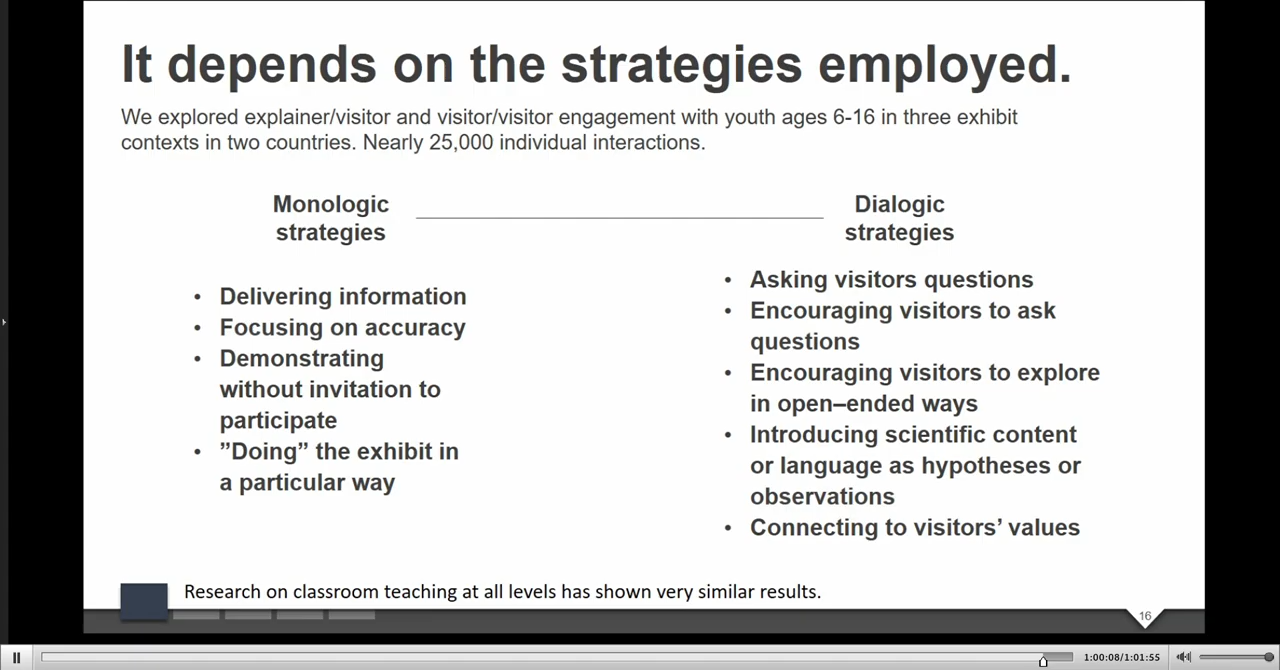 It depends on the strategies employed.
We explored explainer/visitor and visitor/visitor engagement with youth ages 6-16 in three exhibit
contexts in two countries. Nearly 25,000 individual interactions.
Monologic
strategies
• Delivering information
• Focusing on accuracy
• Demonstrating
without invitation to
participate
• ”Doing” the exhibit in
a particular way
Dialogic
strategies
• Asking visitors questions
• Encouraging visitors to ask
questions
• Encouraging visitors to explore
in open–ended ways
• Introducing scientific content
or language as hypotheses or
observations
• Connecting to visitors’ values
Research on classroom teaching at all levels has shown very similar results.
16
1:00:08/1:01:55